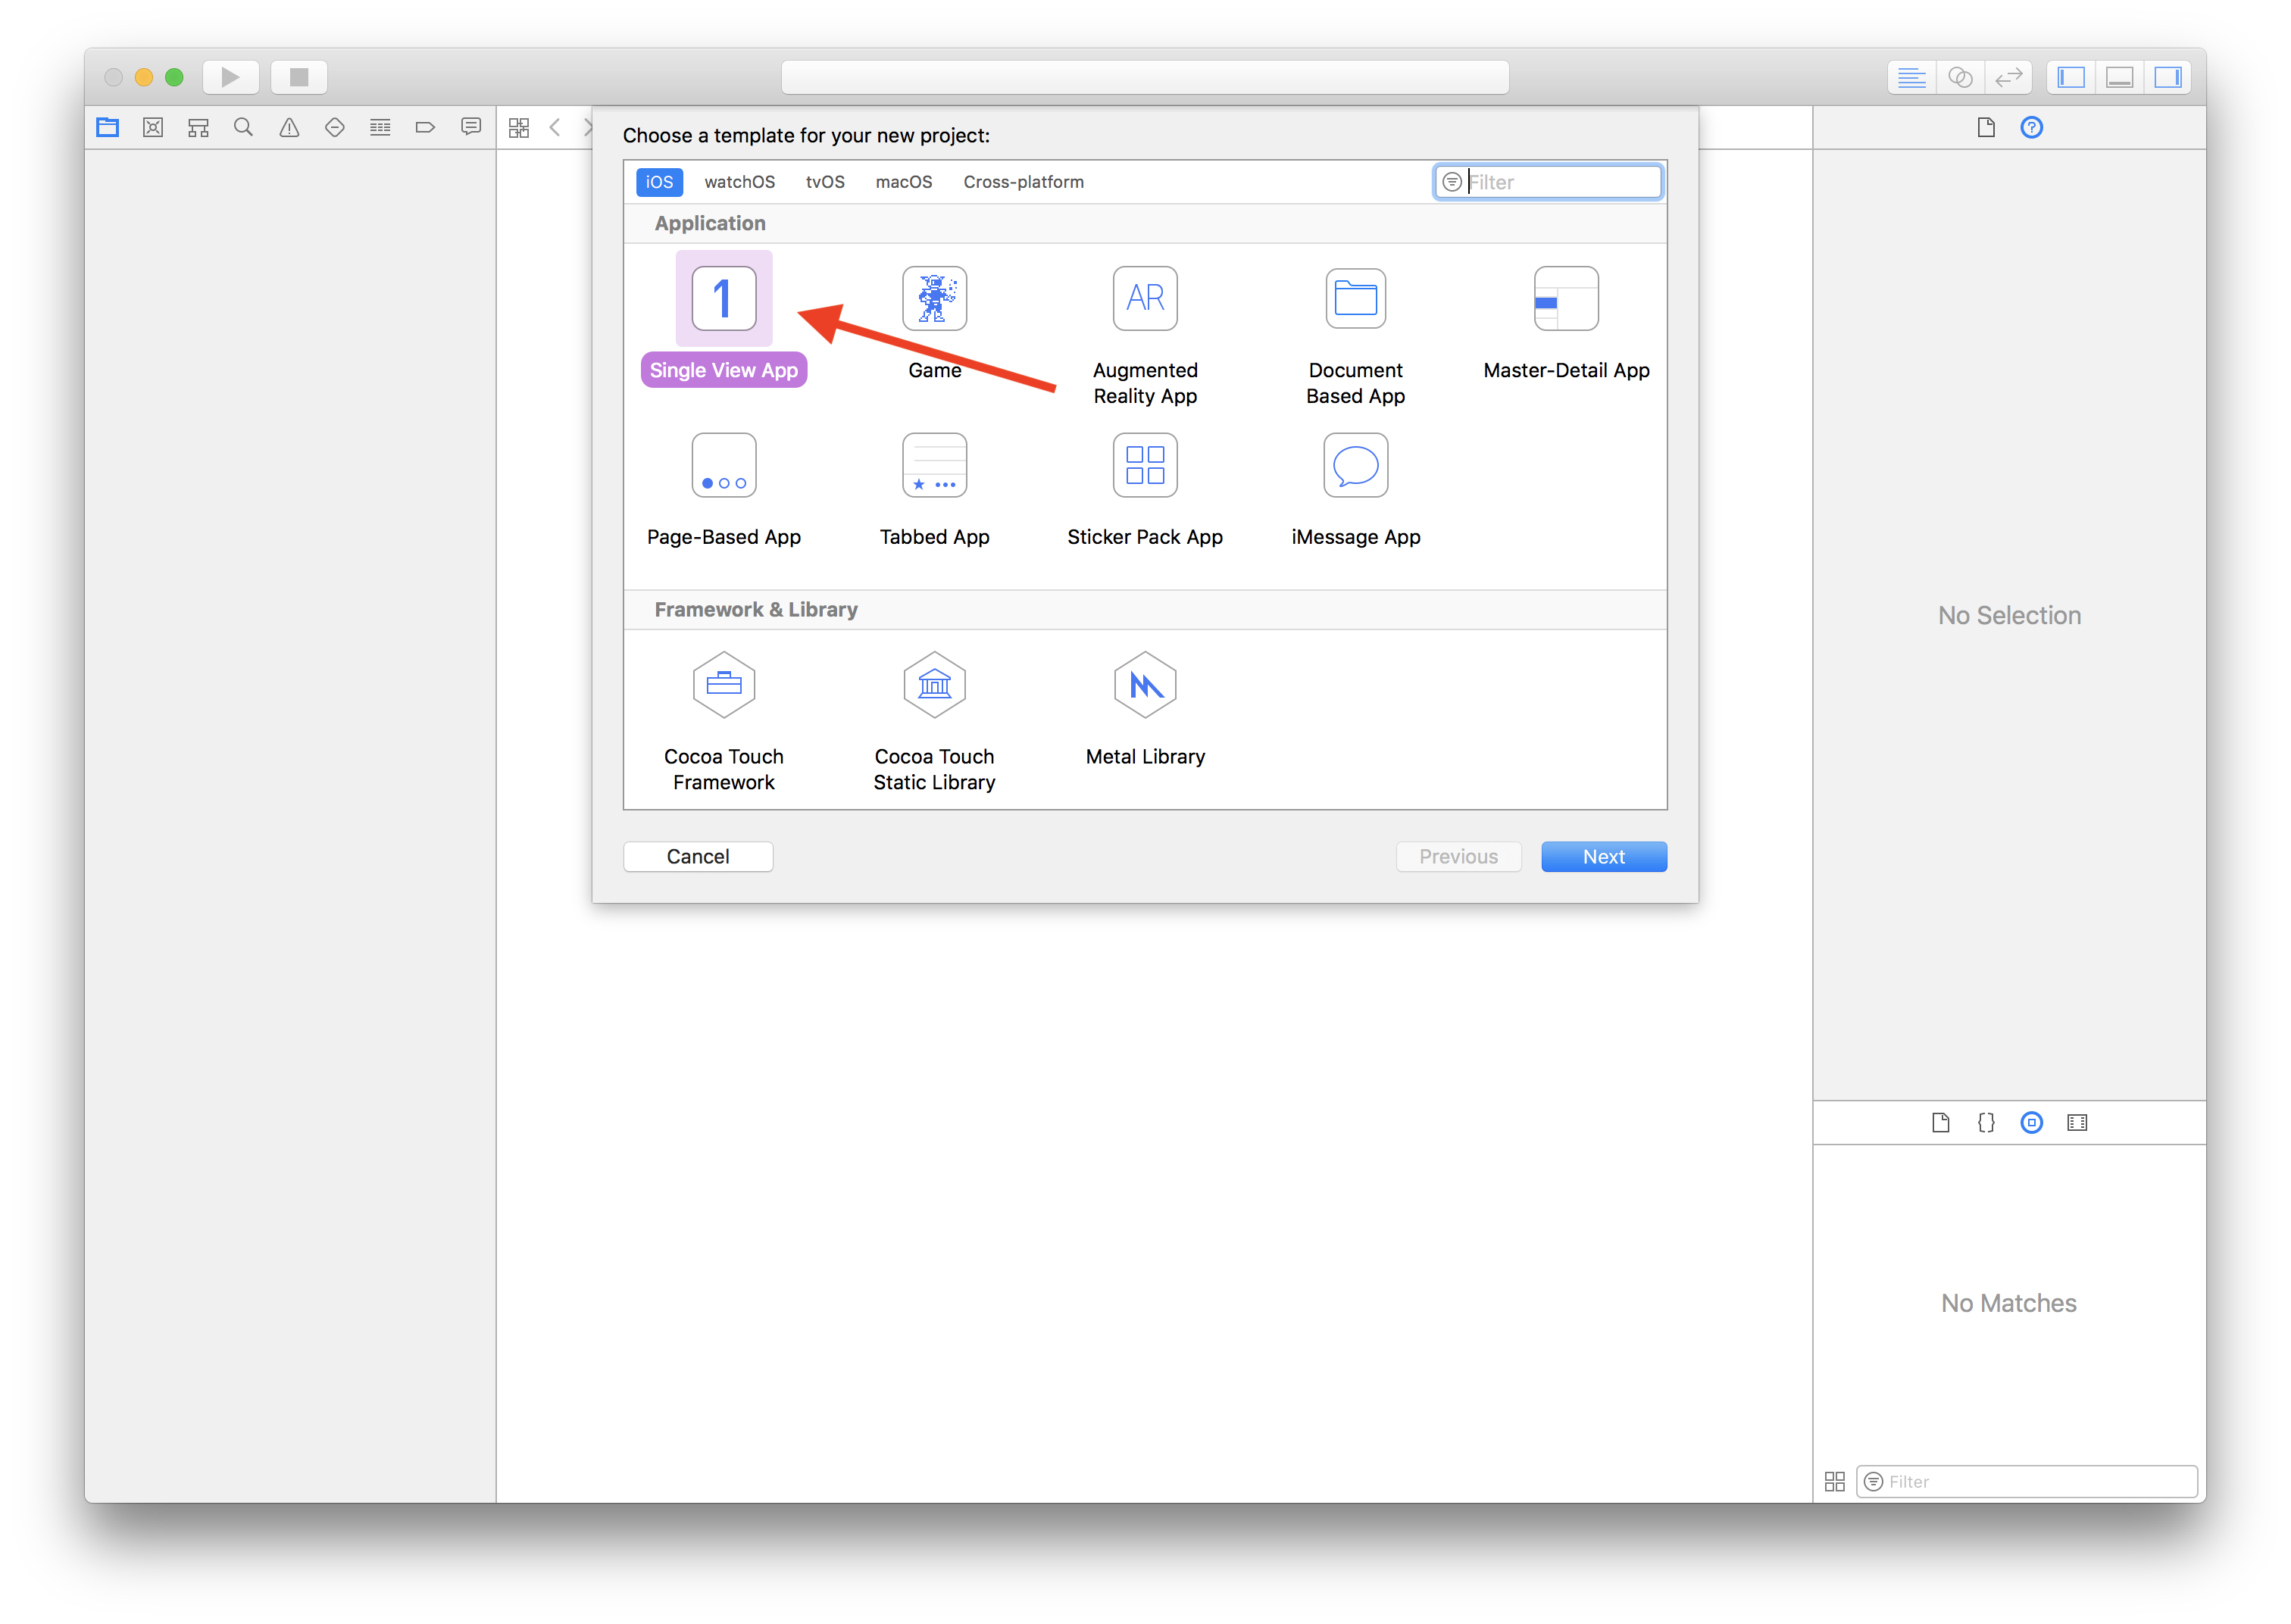 Choose a template for your new project:
iOS watchOS tvOS macOS Cross-platform Filter
Application
1
AR
Single View App
Game
Augmented
Reality App
Document
Based App
Master-Detail App
Page-Based App
Tabbed App
Sticker Pack App
iMessage App
Framework & Library
Cocoa Touch
Framework
Cocoa Touch
Static Library
Metal Library
Cancel
Previous
Next
No Selection
{}
No Matches
Filter